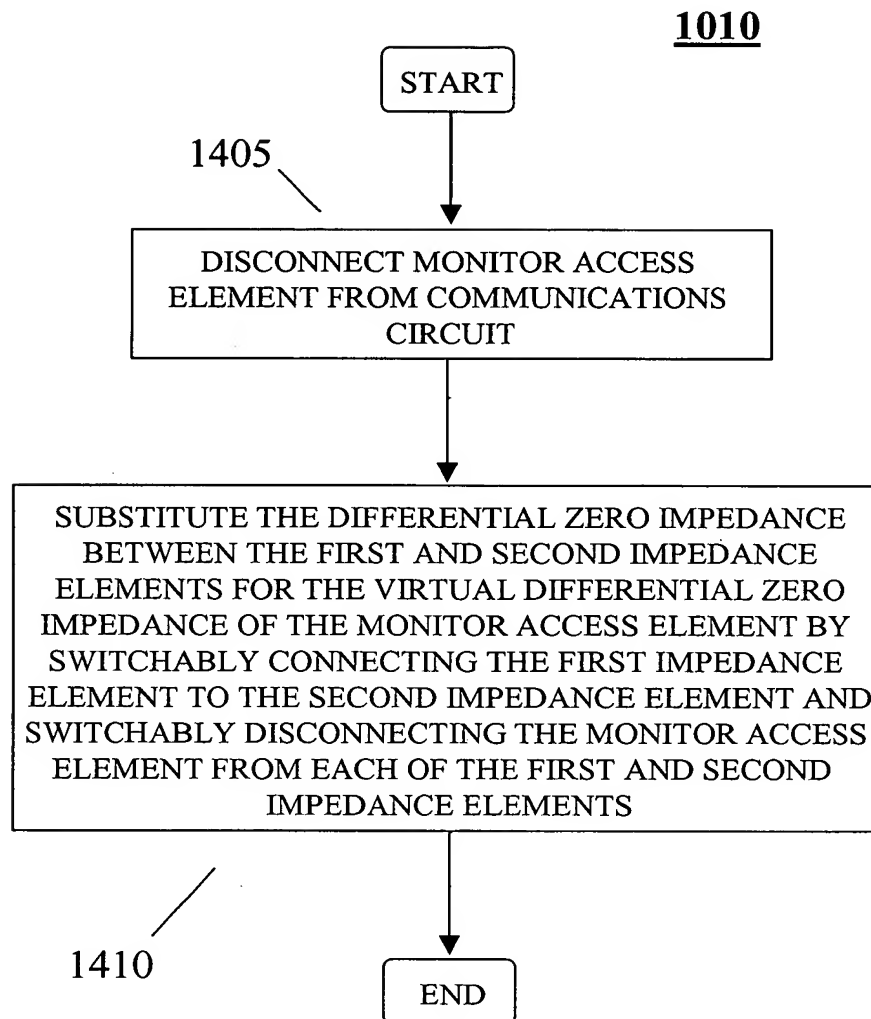 1010
START
1405
DISCONNECT MONITOR ACCESS
ELEMENT FROM COMMUNICATIONS
CIRCUIT
SUBSTITUTE THE DIFFERENTIAL ZERO IMPEDANCE
BETWEEN THE FIRST AND SECOND IMPEDANCE
ELEMENTS FOR THE VIRTUAL DIFFERENTIAL ZERO
IMPEDANCE OF THE MONITOR ACCESS ELEMENT BY
SWITCHABLY CONNECTING THE FIRST IMPEDANCE
ELEMENT TO THE SECOND IMPEDANCE ELEMENT AND
SWITCHABLY DISCONNECTING THE MONITOR ACCESS
ELEMENT FROM EACH OF THE FIRST AND SECOND
IMPEDANCE ELEMENTS
1410
END